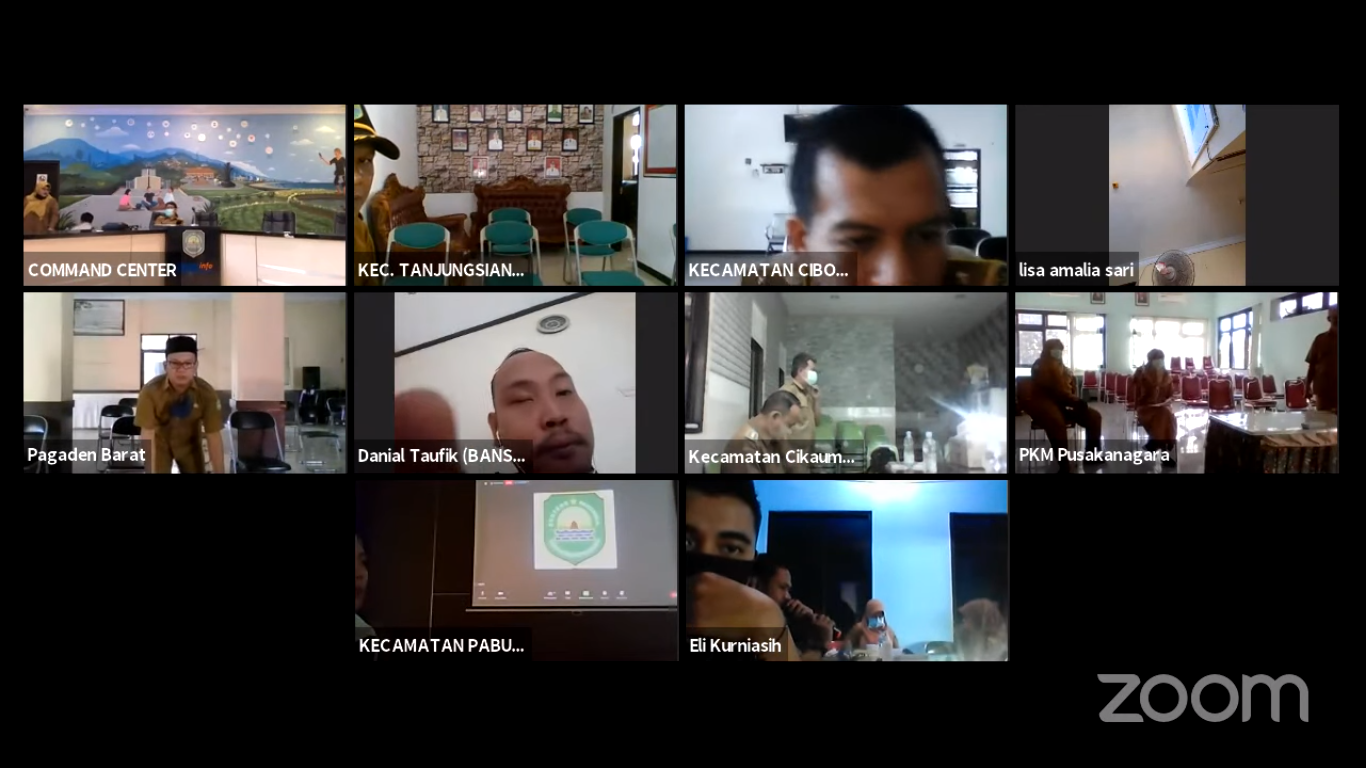 COMMAND CENTER
KEC. TANJUNGSIAN...
KECAMATAN CIBO...
lisa amalia sari
Pagaden Barat
Danial Taufik (BANS...
Kecamatan Cikaum...
PKM Pusakanagara
KECAMATAN PABU...
Eli Kurniasih
zoom